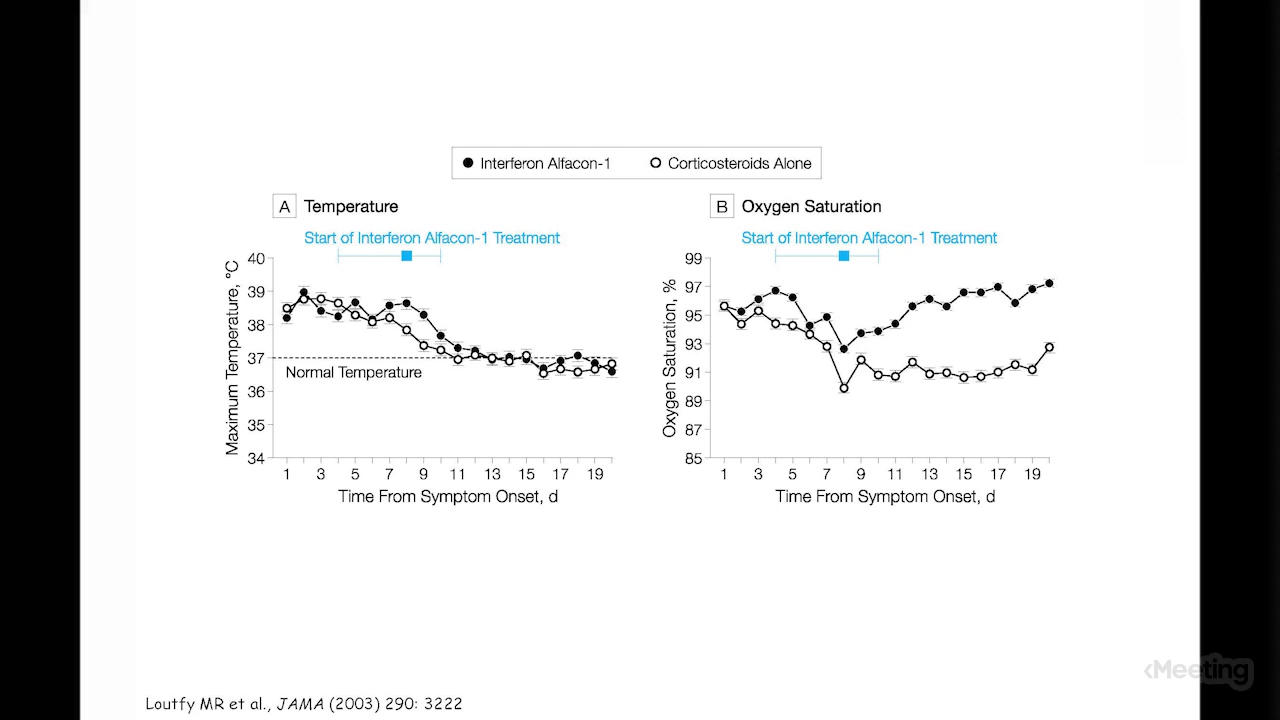 Interferon Alfacon-1 Corticosteroids Alone
A Temperature
Start of Interferon Alfacon-1 Treatment
Maximum Temperature, °C
40
39
38
37
36
35
34
Normal Temperature
1 3 5 7 9 11 13 15 17 19
Time From Symptom Onset, d
B Oxygen Saturation
Start of Interferon Alfacon-1 Treatment
Oxygen Saturation, %
99
97
95
93
91
89
87
85
1 3 5 7 9 11 13 15 17 19
Time From Symptom Onset, d
Loutfy MR et al., JAMA (2003) 290: 3222
‹Meeting